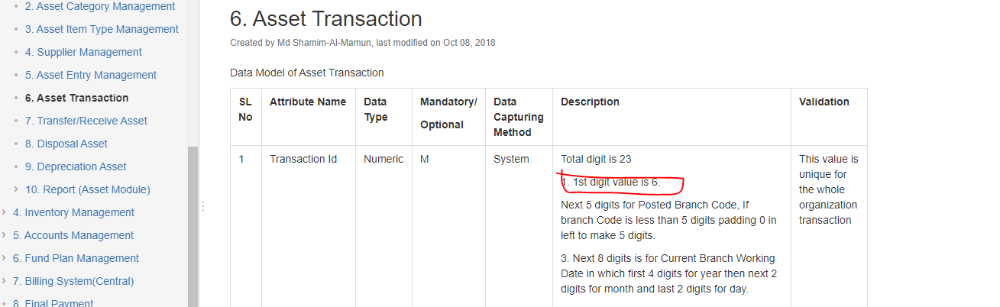 2. Asset Category Management
3. Asset Item Type Management
4. Supplier Management
5. Asset Entry Management
6. Asset Transaction
7. Transfer/Receive Asset
8. Disposal Asset
9. Depreciation Asset
10. Report (Asset Module)
4. Inventory Management
5. Accounts Management
6. Fund Plan Management
7. Billing System(Central)
8. Final Payment
6. Asset Transaction
Created by Md Shamim-Al-Mamun, last modified on Oct 08, 2018
Data Model of Asset Transaction
SL
No
Attribute Name
Data
Type
Mandatory/
Optional
Data
Capturing
Method
Description
Validation
1
Transaction Id
Numeric
M
System
Total digit is 23
1. 1st digit value is 6.
Next 5 digits for Posted Branch Code, If
branch Code is less than 5 digits padding 0 in
left to make 5 digits.
3. Next 8 digits is for Current Branch Working
Date in which first 4 digits for year then next 2
digits for month and last 2 digits for day.
This value is
unique for
the whole
organization
transaction